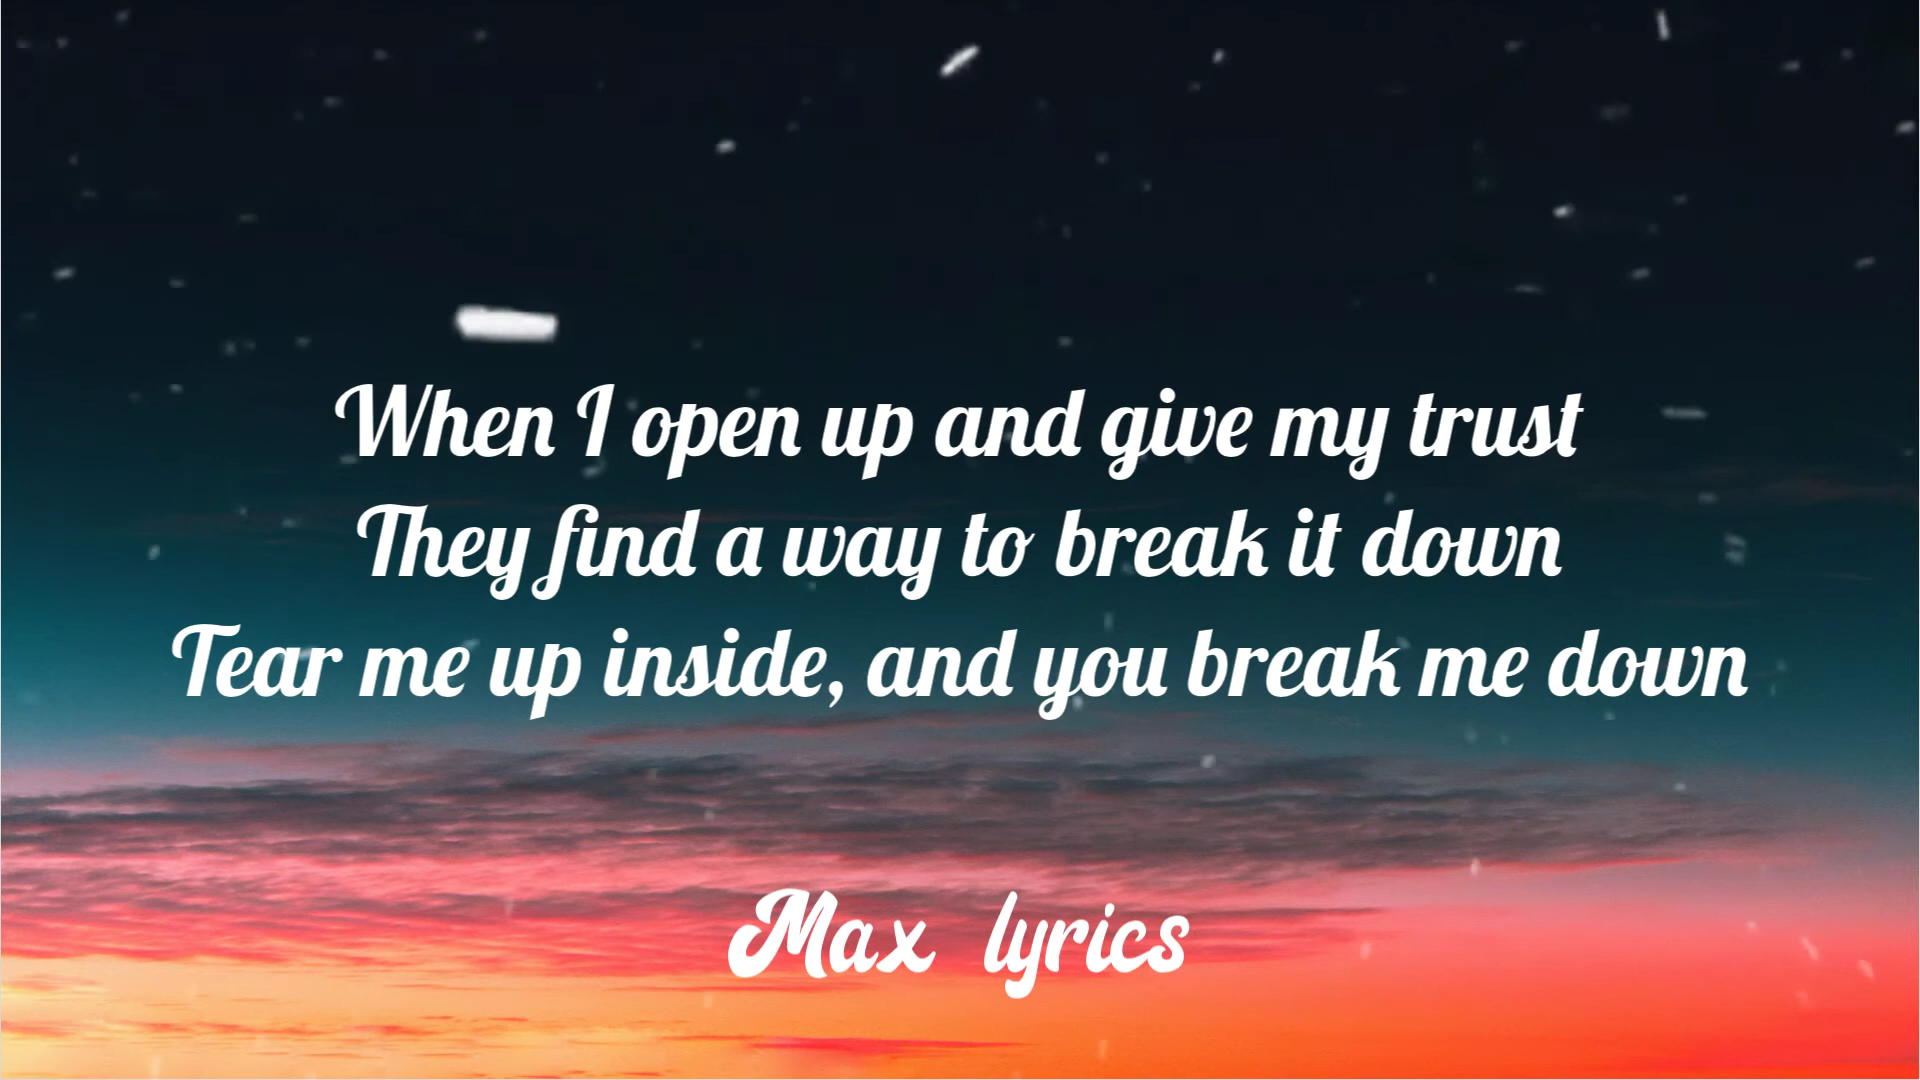 When I open up and give my trust
They find a way to break it down
Tear me up inside, and you break me down
Max lyrics